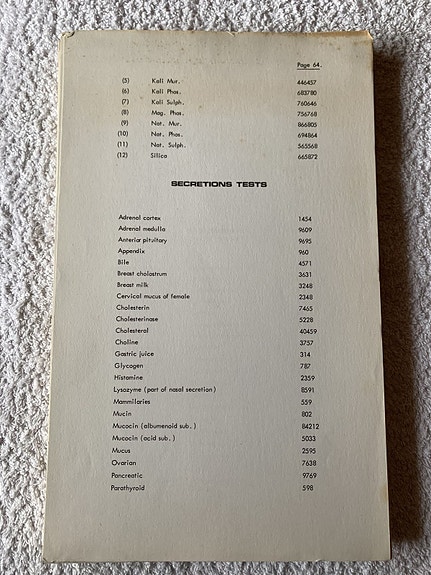 Page 64.
(5) Kali Mur. 446457
(6) Kali Phos. 683780
(7) Kali Sulph. 760646
(8) Mag. Phos. 756768
(9) Nat. Mur. 866805
(10) Nat. Phos. 694864
(11) Nat. Sulph. 565568
(12) Silica 665872
SECRETIONS TESTS
Adrenal cortex 1454
Adrenal medulla 9609
Anterior pituitary 9695
Appendix 960
Bile 4571
Breast cholostrum 3631
Breast milk 3248
Cervical mucus of female 2348
Cholesterin 7465
Cholesterinase 5228
Cholesterol 40459
Choline 3757
Gastric juice 314
Glycogen 787
Histamine 2359
Lysozyme (part of nasal secretion) 8591
Mammilaries 559
Mucin 802
Mucocin (albumenoid sub.) 84212
Mucocin (acid sub.) 5033
Mucus 2595
Ovarian 7638
Pancreatic 9769
Parathyroid 598